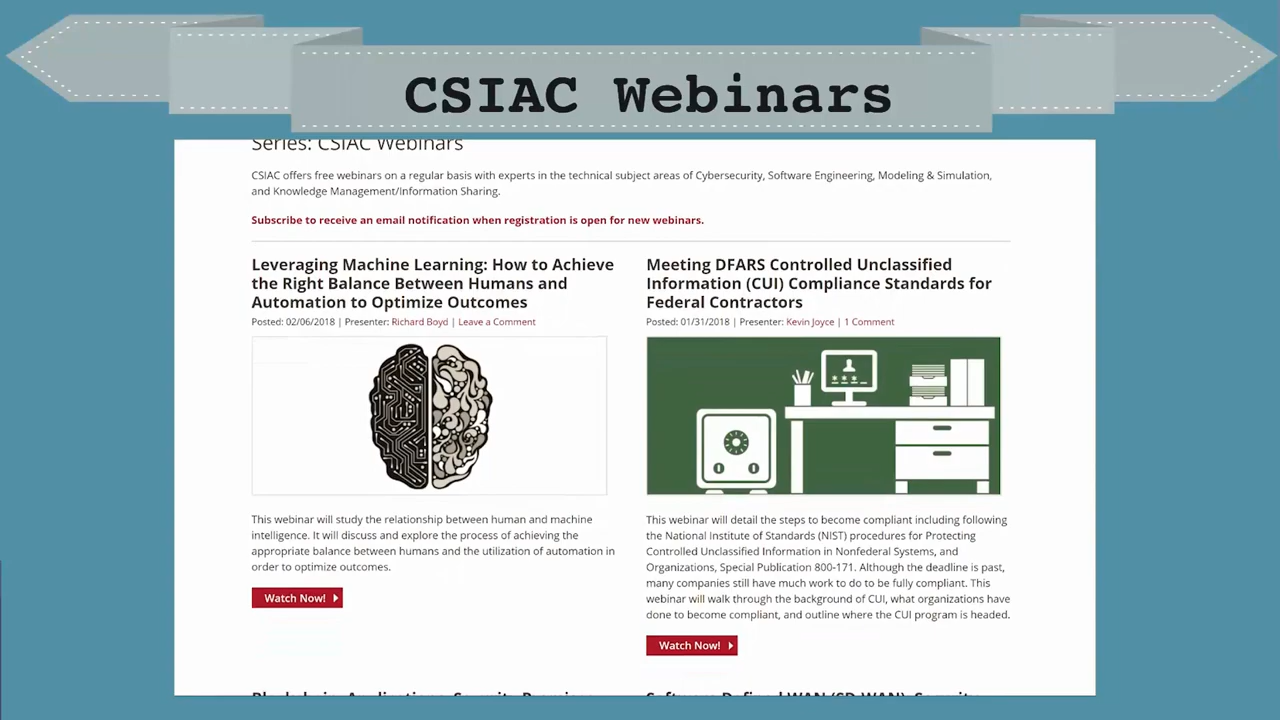 CSIAC Webinars
Series: CSIAC Webinars
CSIAC offers free webinars on a regular basis with experts in the technical subject areas of Cybersecurity, Software Engineering, Modeling & Simulation,
and Knowledge Management/Information Sharing.
Subscribe to receive an email notification when registration is open for new webinars.
Leveraging Machine Learning: How to Achieve
the Right Balance Between Humans and
Automation to Optimize Outcomes
Posted: 02/06/2018 | Presenter: Richard Boyd | Leave a Comment
This webinar will study the relationship between human and machine
intelligence. It will discuss and explore the process of achieving the
appropriate balance between humans and the utilization of automation in
order to optimize outcomes.
Watch Now!
Meeting DFARS Controlled Unclassified
Information (CUI) Compliance Standards for
Federal Contractors
Posted: 01/31/2018 | Presenter: Kevin Joyce | 1 Comment
This webinar will detail the steps to become compliant including following
the National Institute of Standards (NIST) procedures for Protecting
Controlled Unclassified Information in Nonfederal Systems, and
Organizations, Special Publication 800-171. Although the deadline is past,
many companies still have much work to do to be fully compliant. This
webinar will walk through the background of CUI, what organizations have
done to become compliant, and outline where the CUI program is headed.
Watch Now!